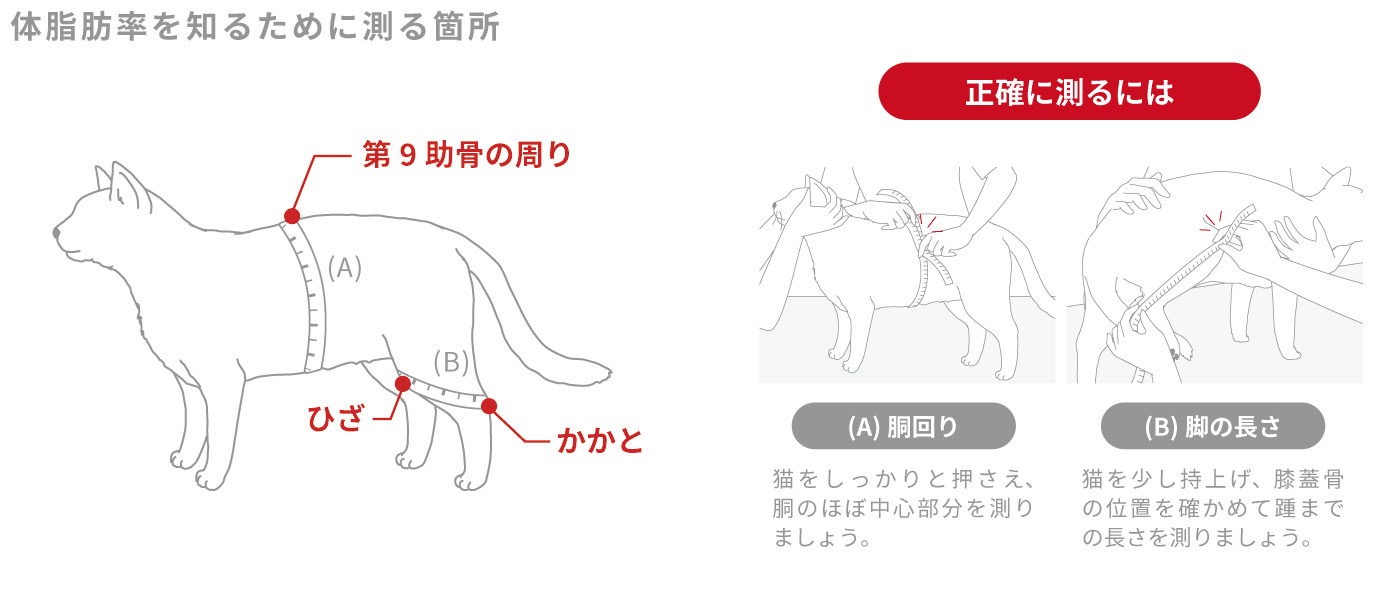 体脂肪率を知るために測る箇所
第9助骨の周り
(A)
(B)
ひざ
かかと
正確に測るには
(A) 胴回り
猫をしっかりと押さえ、
胴のほぼ中心部分を測り
ましょう。
(B) 脚の長さ
猫を少し持上げ、膝蓋骨
の位置を確かめて踵まで
の長さを測りましょう。